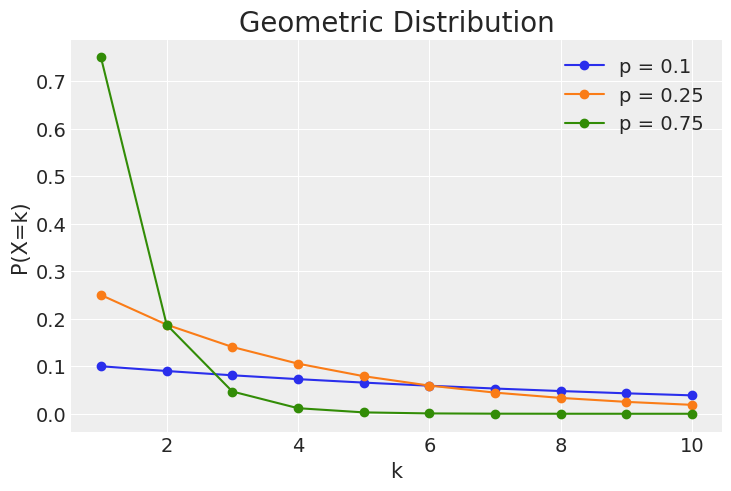 Geometric Distribution
p = 0.1
p = 0.25
p = 0.75
P(X=k)
0.7
0.6
0.5
0.4
0.3
0.2
0.1
0.0
2 4 6 8 10
k